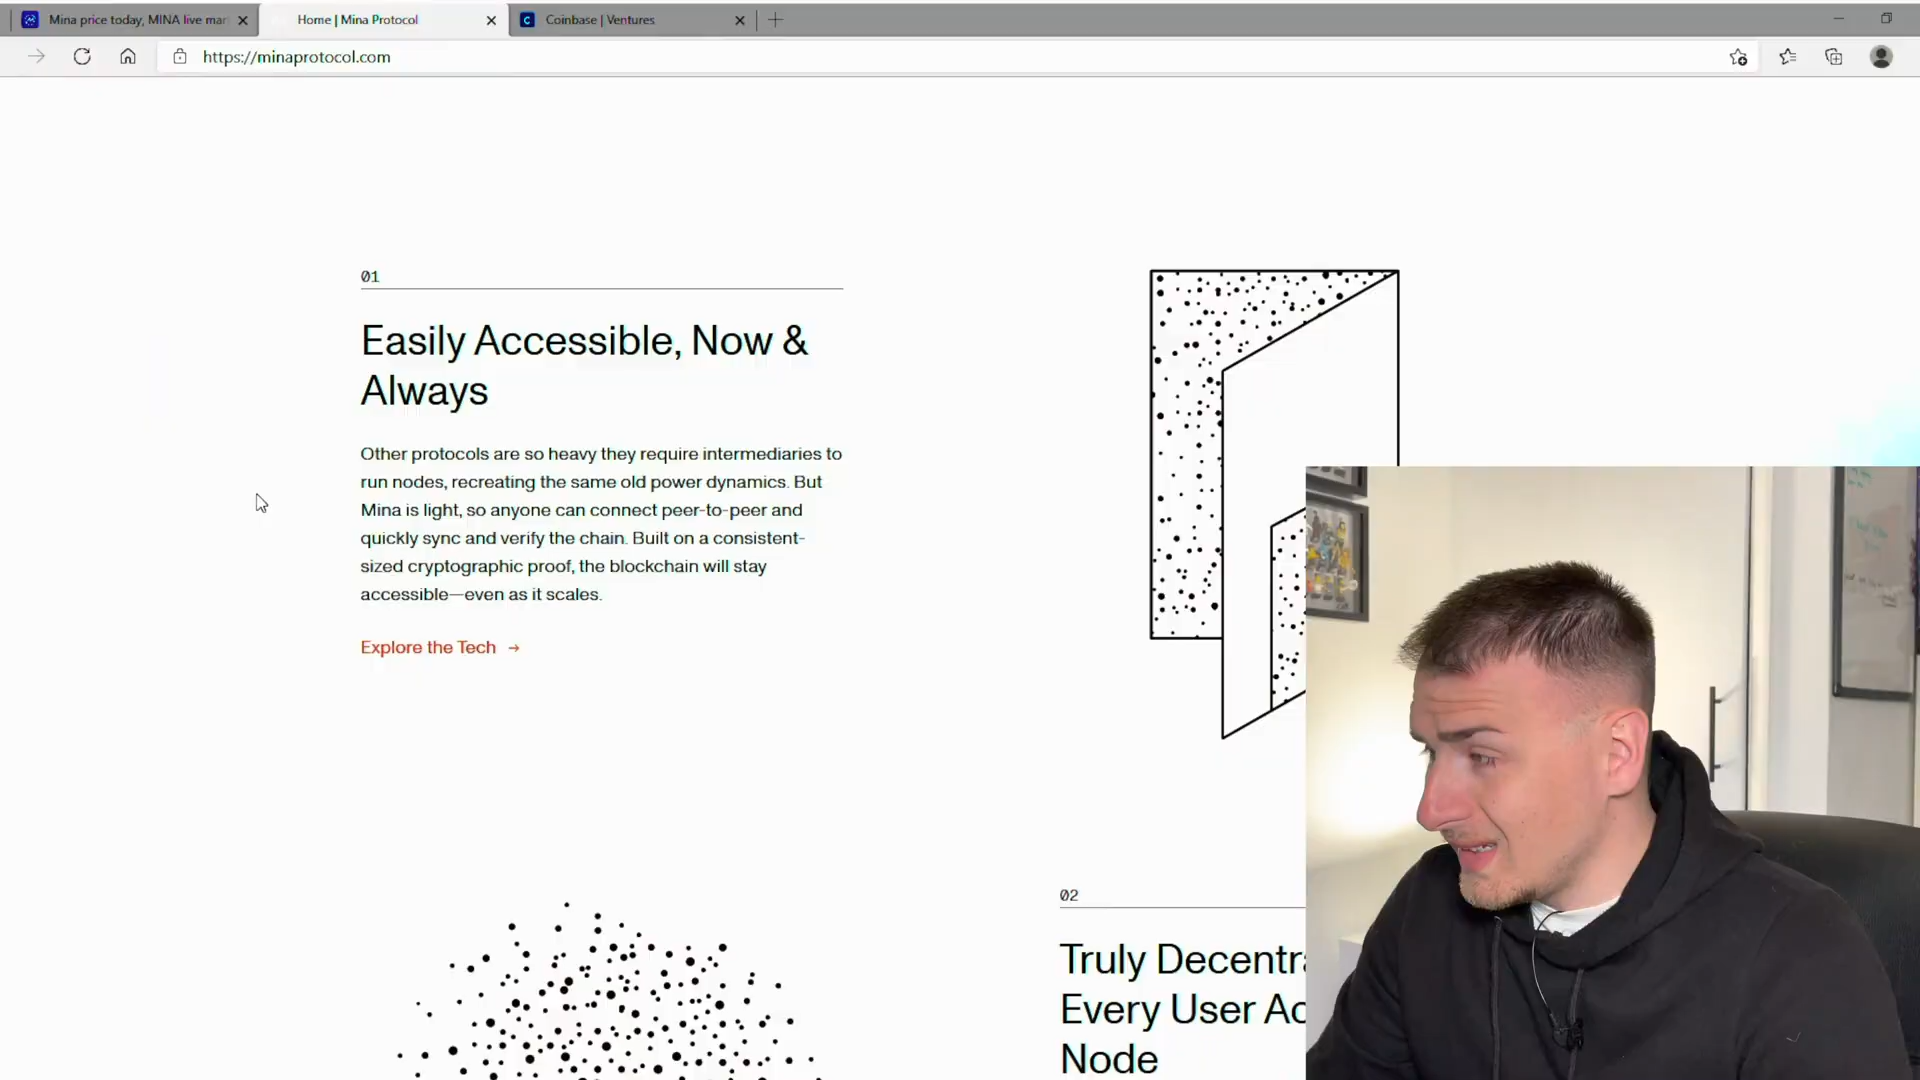 Mina price today, MINA live mar
Home | Mina Protocol
Coinbase | Ventures
https://minaprotocol.com
01
Easily Accessible, Now &
Always
Other protocols are so heavy they require intermediaries to
run nodes, recreating the same old power dynamics. But
Mina is light, so anyone can connect peer-to-peer and
quickly sync and verify the chain. Built on a consistent-
sized cryptographic proof, the blockchain will stay
accessible—even as it scales.
Explore the Tech →
02
Truly Decentra
Every User Ac
Node